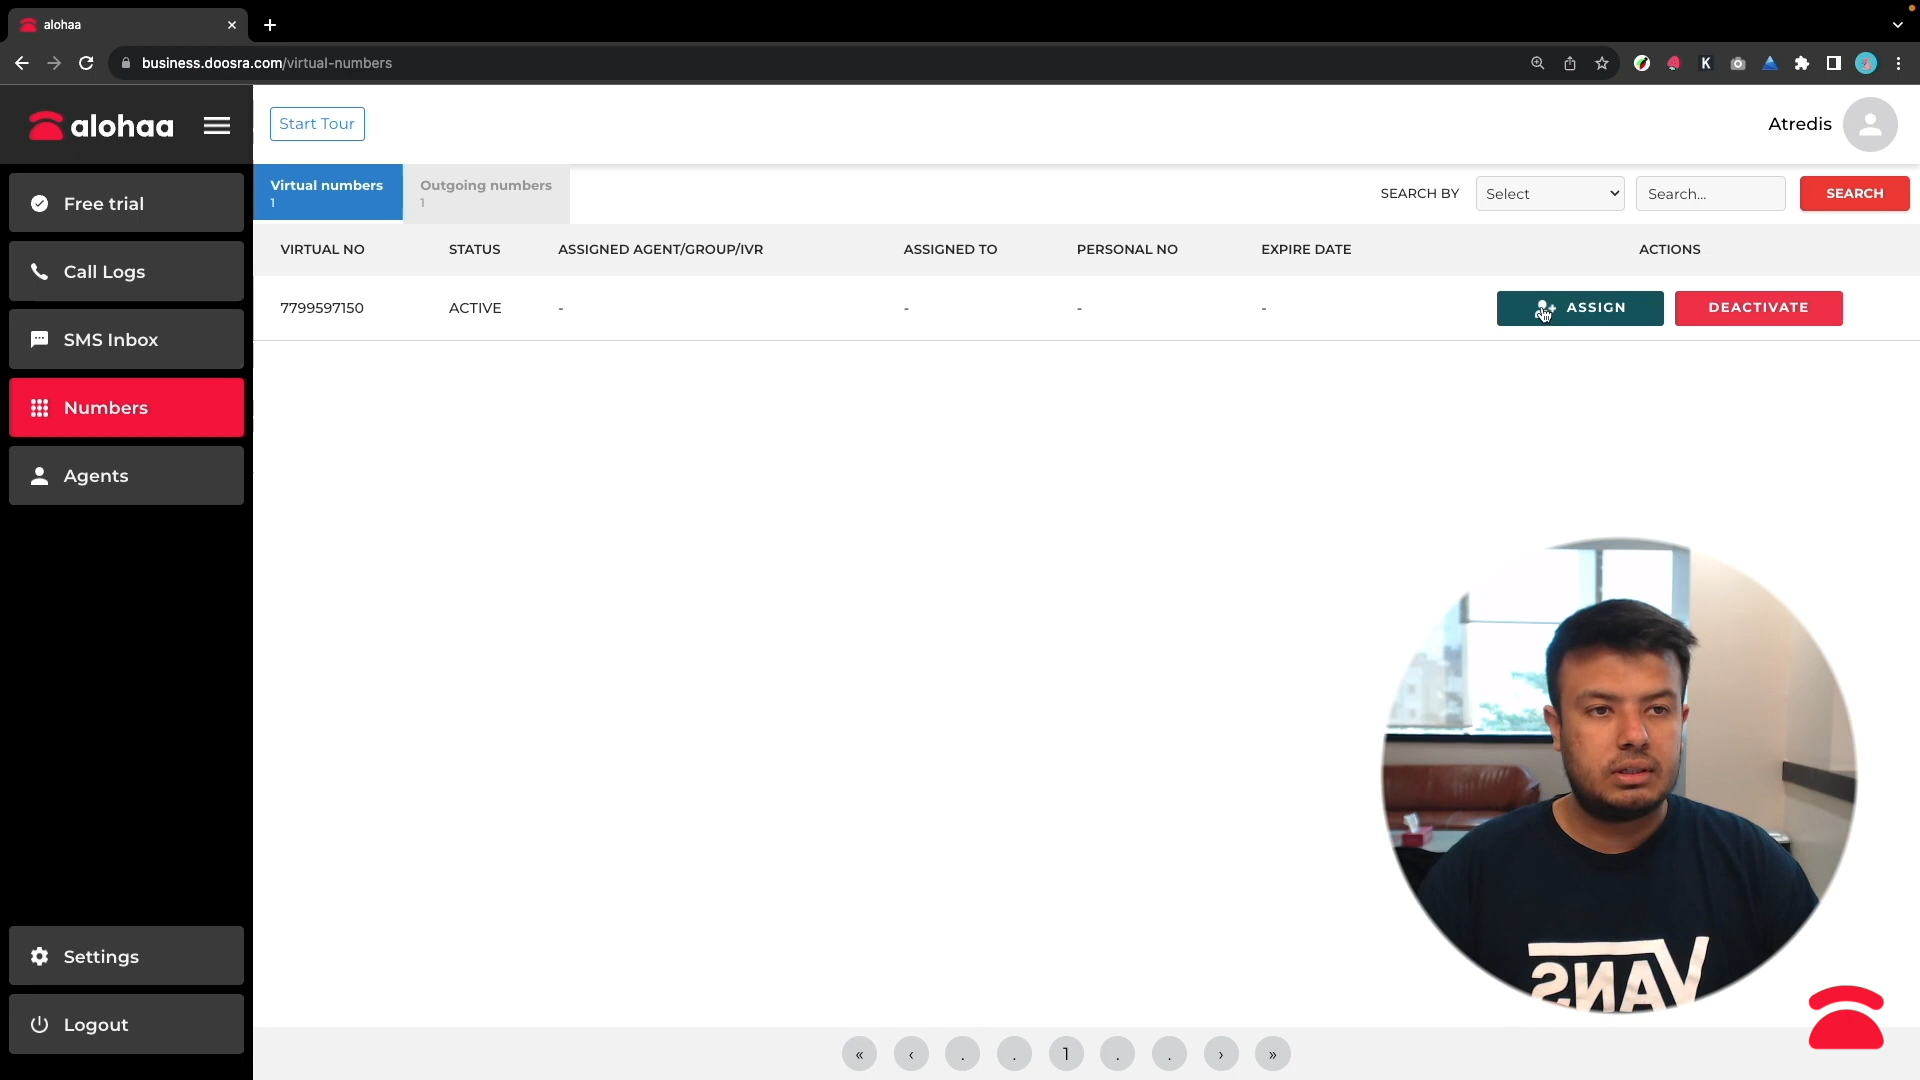 alohaa
business.doosra.com/virtual-numbers
K
alohaa
Start Tour
Atredis
Free trial
Call Logs
SMS Inbox
Numbers
Agents
Settings
Logout
Virtual numbers
1
Outgoing numbers
1
SEARCH BY
Select
Search...
SEARCH
VIRTUAL NO STATUS ASSIGNED AGENT/GROUP/IVR ASSIGNED TO PERSONAL NO EXPIRE DATE ACTIONS
7799597150 ACTIVE - - - - ASSIGN DEACTIVATE
VANS
« ‹ . . 1 . . › »